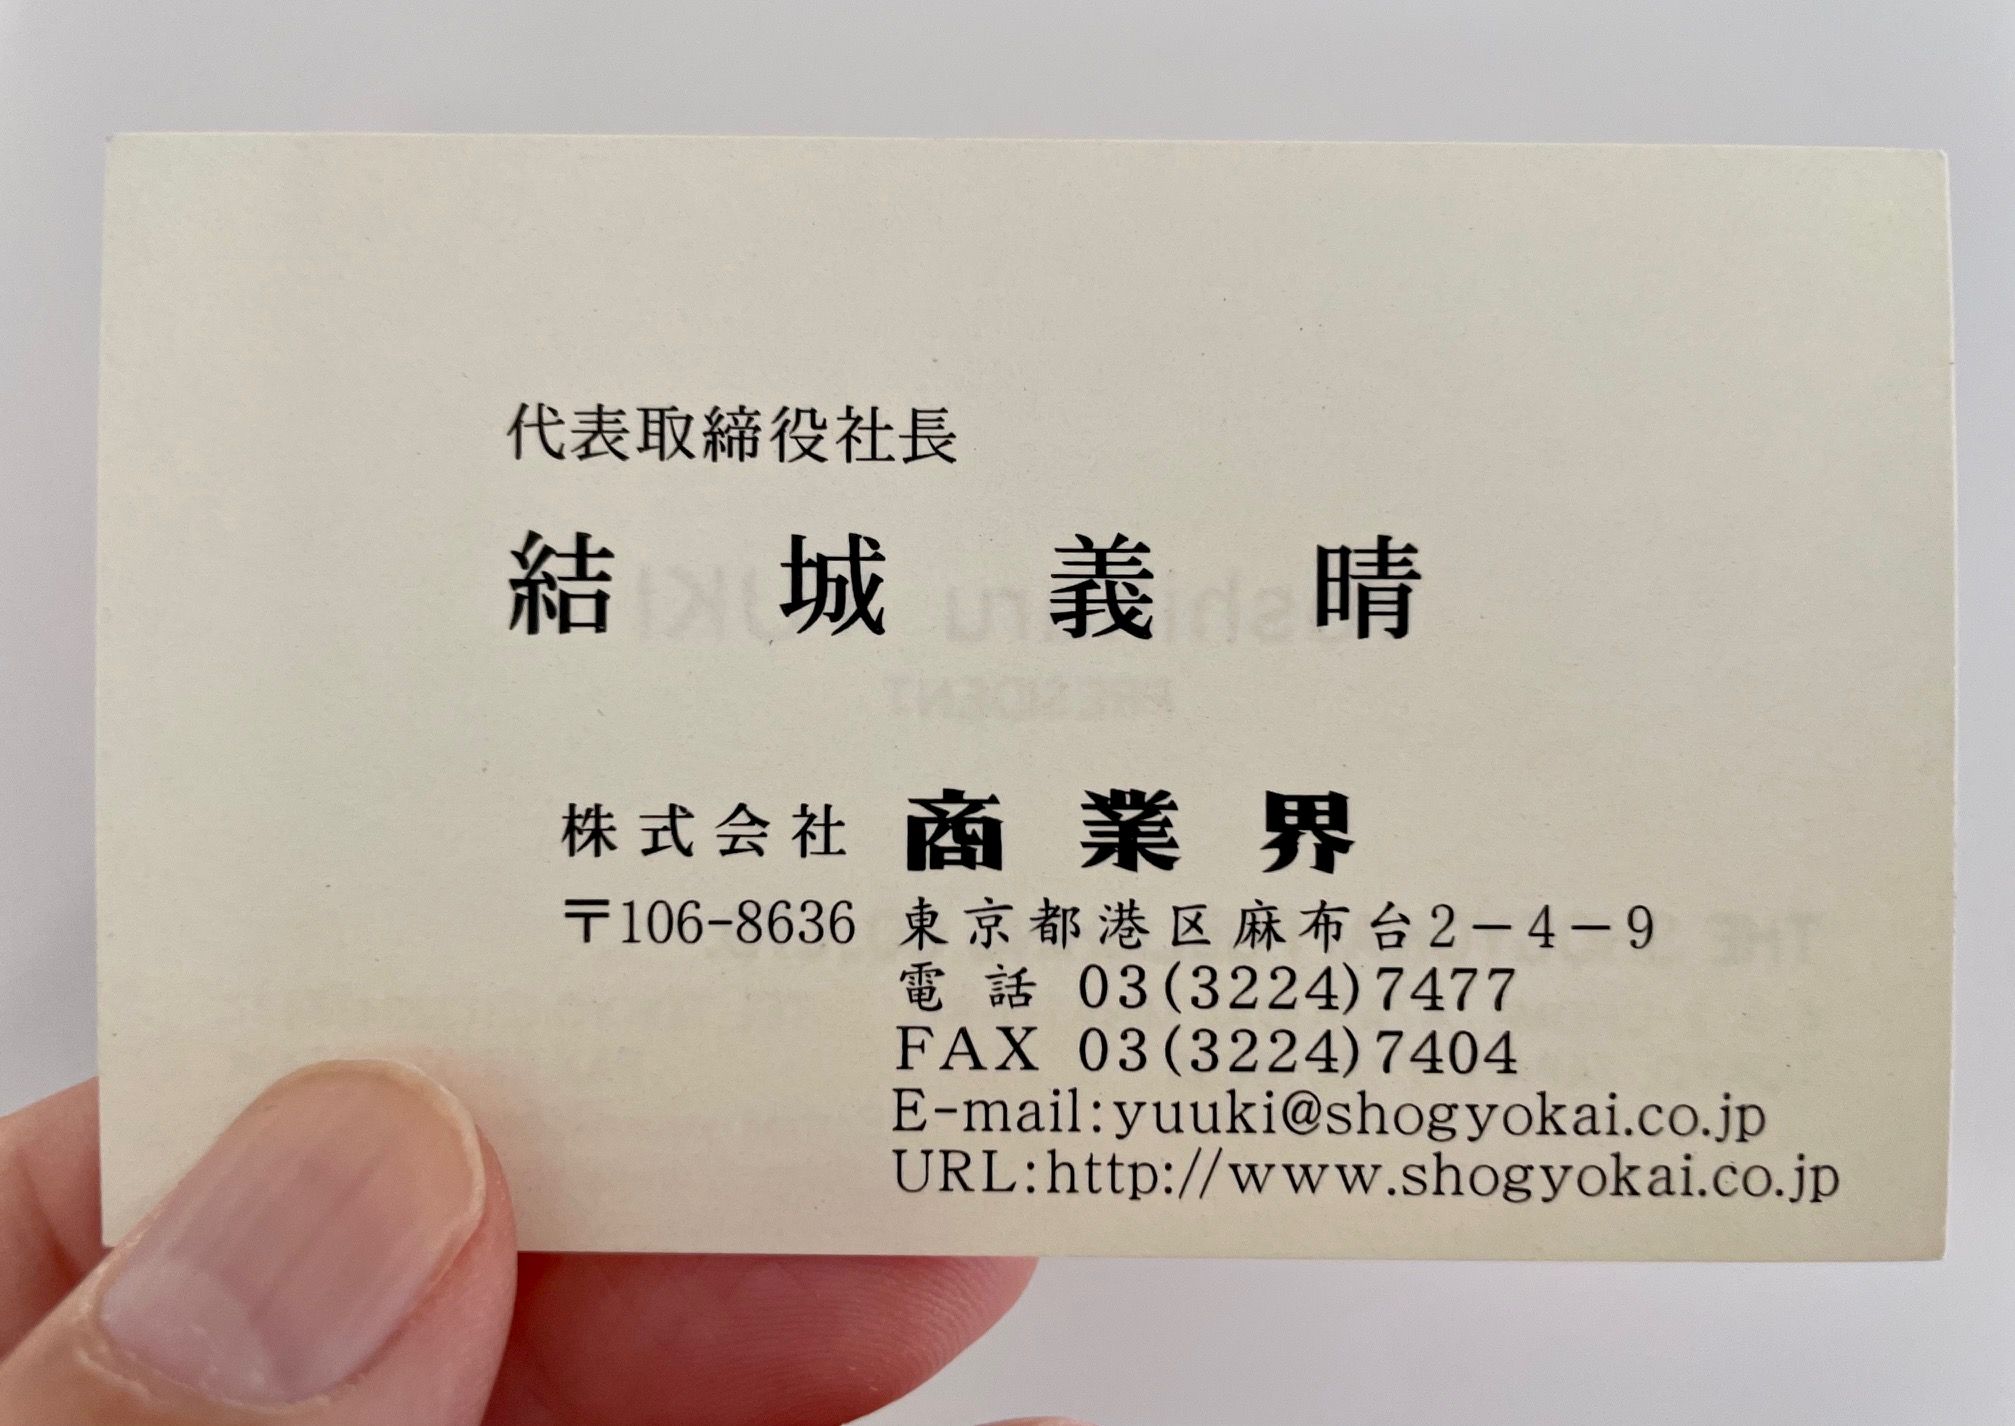 代表取締役社長
結城義晴
株式会社 商業界
〒106-8636 東京都港区麻布台2-4-9
電話 03(3224)7477
FAX 03(3224)7404
E-mail:yuuki@shogyokai.co.jp
URL:http://www.shogyokai.co.jp